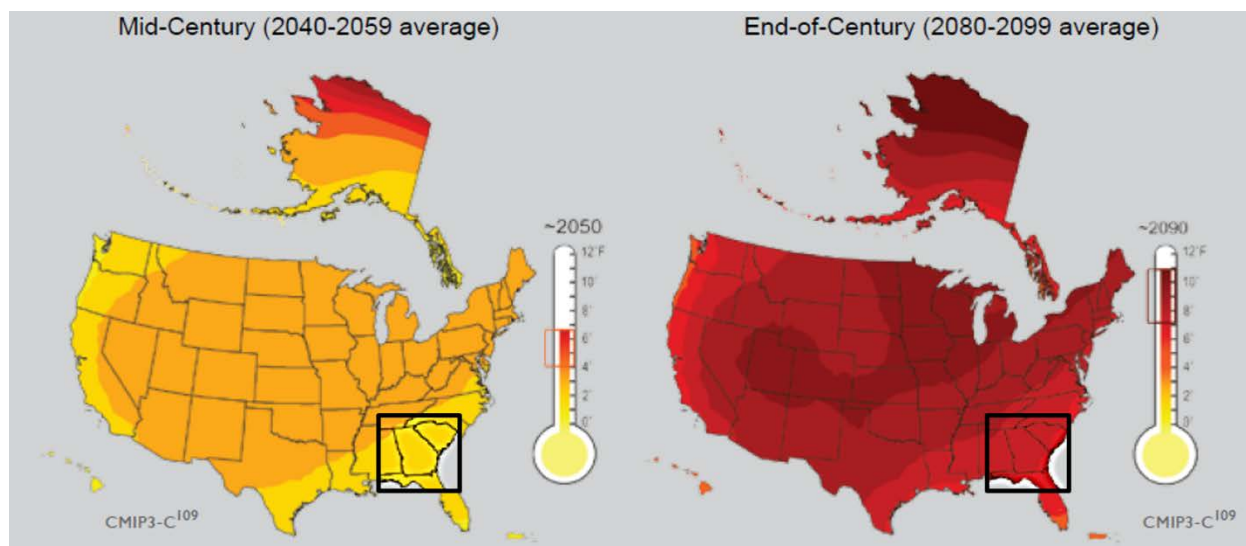 Mid-Century (2040-2059 average)
End-of-Century (2080-2099 average)
~2050
12°F
10°
8°
6°
4°
2°
0°
CMIP3-C109
~2090
12°F
10°
8°
6°
4°
2°
0°
CMIP3-C109